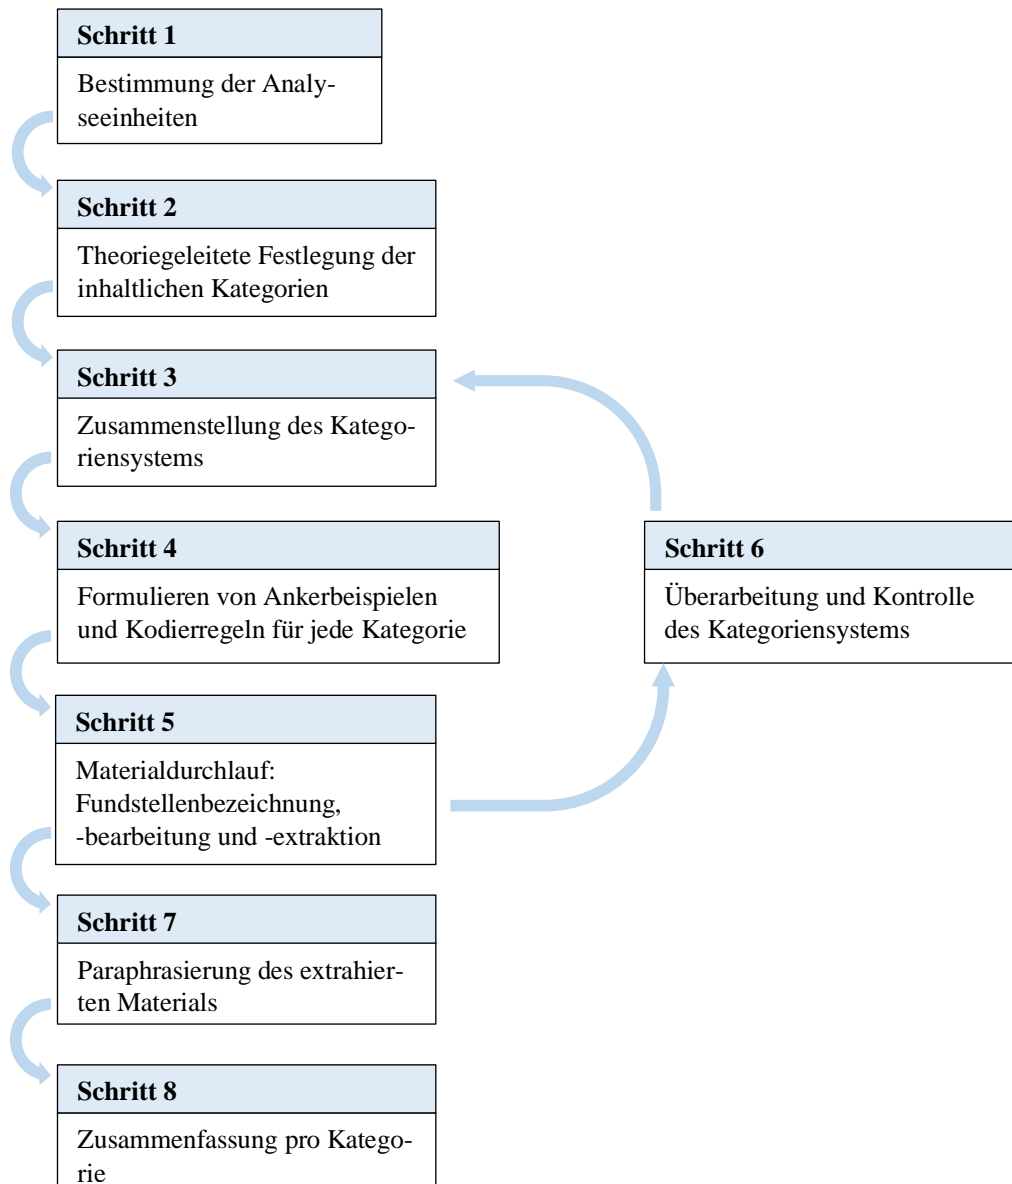 Schritt 1
Bestimmung der Analy-
seeinheiten
Schritt 2
Theoriegeleitete Festlegung der
inhaltlichen Kategorien
Schritt 3
Zusammenstellung des Katego-
riensystems
Schritt 4
Formulieren von Ankerbeispielen
und Kodierregeln für jede Kategorie
Schritt 5
Materialdurchlauf:
Fundstellenbezeichnung,
-bearbeitung und -extraktion
Schritt 6
Überarbeitung und Kontrolle
des Kategoriensystems
Schritt 7
Paraphrasierung des extrahier-
ten Materials
Schritt 8
Zusammenfassung pro Katego-
rie